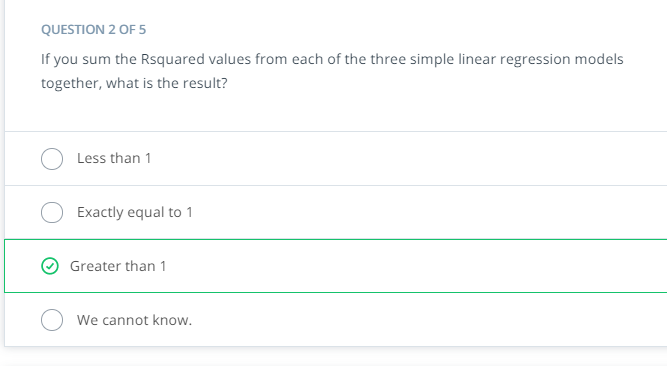 QUESTION 2 OF 5
If you sum the Rsquared values from each of the three simple linear regression models
together, what is the result?
Less than 1
Exactly equal to 1
Greater than 1
We cannot know.